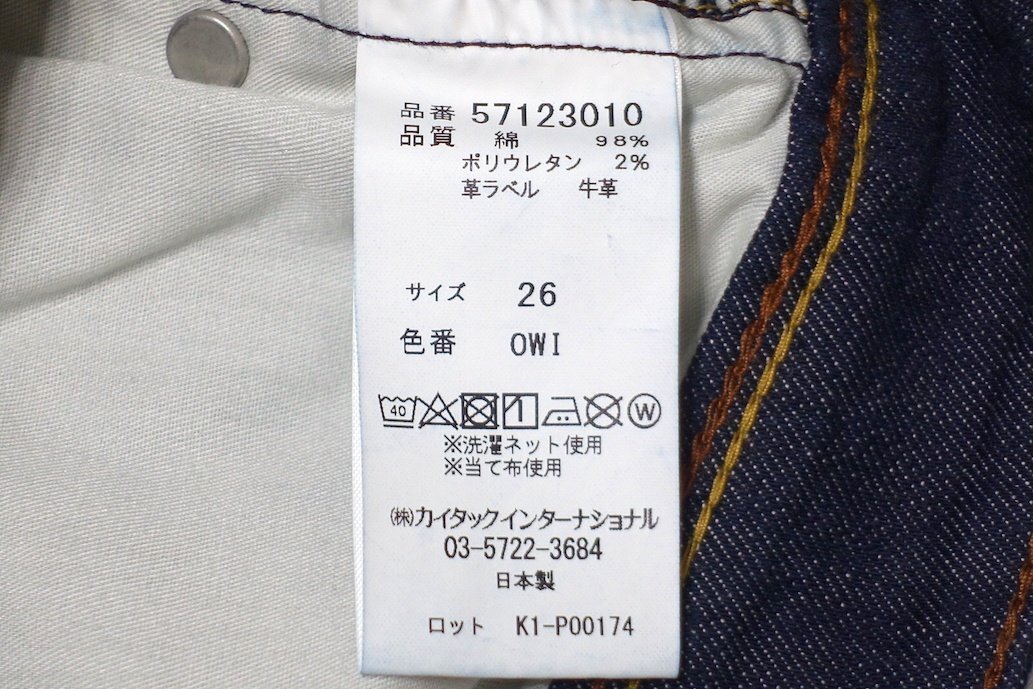 品番 57123010
品質 綿 98%
ポリウレタン 2%
革ラベル 牛革
サイズ 26
色番 OWI
40 W
※洗濯ネット使用
※当て布使用
㈱カイタックインターナショナル
03-5722-3684
日本製
ロット K1-P00174